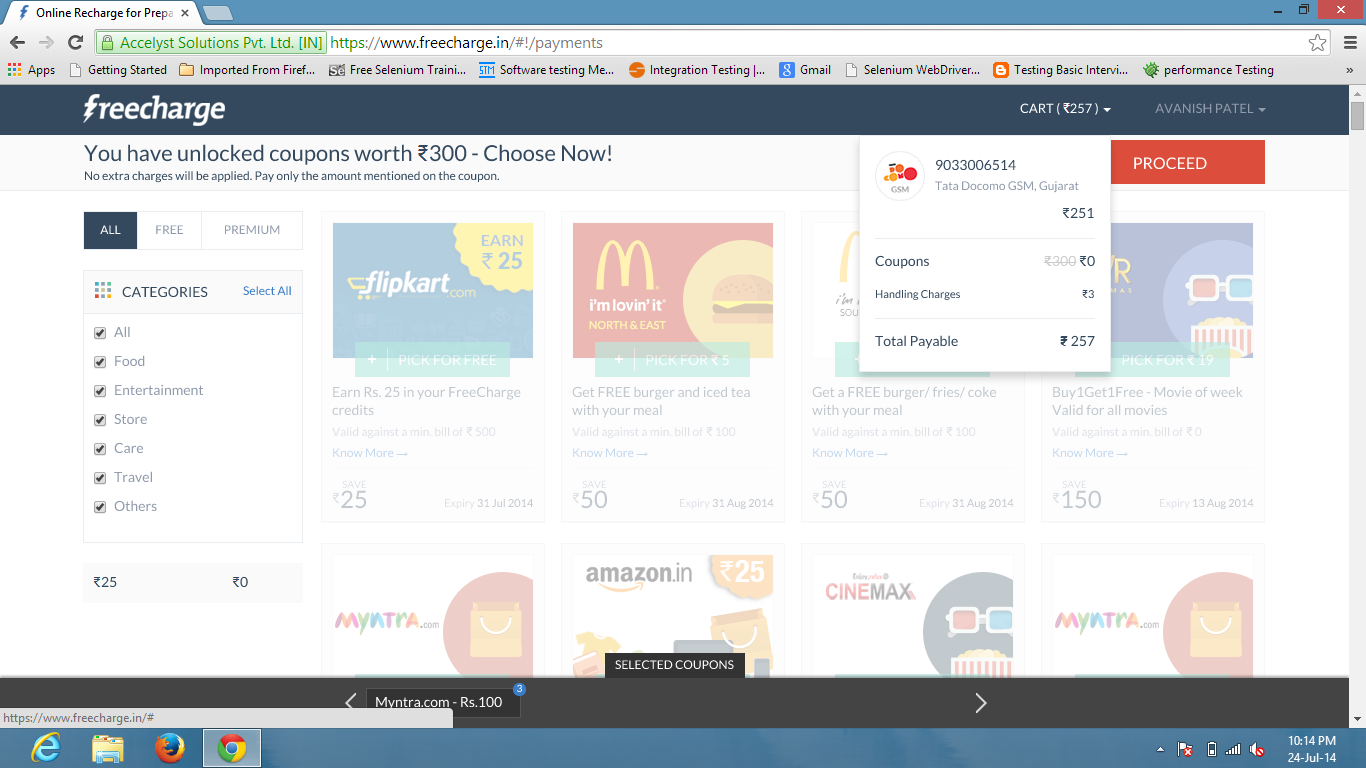 Online Recharge for Prepa
Accelyst Solutions Pvt. Ltd. [IN] https://www.freecharge.in/#!/payments
Apps Getting Started Imported From Firef... Free Selenium Traini... STM Software testing Me... Integration Testing |... Gmail Selenium WebDriver... Testing Basic Intervi... performance Testing »
freecharge CART ( ₹257 ) AVANISH PATEL
You have unlocked coupons worth ₹300 - Choose Now!
No extra charges will be applied. Pay only the amount mentioned on the coupon.
PROCEED
GSM
9033006514
Tata Docomo GSM, Gujarat
₹251
Coupons ₹300 ₹0
Handling Charges ₹3
Total Payable ₹ 257
ALL FREE PREMIUM
CATEGORIES Select All
All
Food
Entertainment
Store
Care
Travel
Others
₹25 ₹0
EARN
₹ 25
flipkart.com
+ PICK FOR FREE
Earn Rs. 25 in your FreeCharge
credits
Valid against a min. bill of ₹ 500
Know More →
SAVE
₹25 Expiry 31 Jul 2014
i'm lovin' it
NORTH & EAST
+ PICK FOR ₹ 5
Get FREE burger and iced tea
with your meal
Valid against a min. bill of ₹ 100
Know More →
SAVE
₹50 Expiry 31 Aug 2014
+
Get a FREE burger/ fries/ coke
with your meal
Valid against a min. bill of ₹ 100
Know More →
SAVE
₹50 Expiry 31 Aug 2014
PICK FOR ₹ 19
Buy1Get1Free - Movie of week
Valid for all movies
Valid against a min. bill of ₹ 0
Know More →
SAVE
₹150 Expiry 13 Aug 2014
MYNTRA.com
amazon.in ₹25
CINEMAX
MYNTRA.com
SELECTED COUPONS
Myntra.com - Rs.100 3
https://www.freecharge.in/#
10:14 PM
24-Jul-14